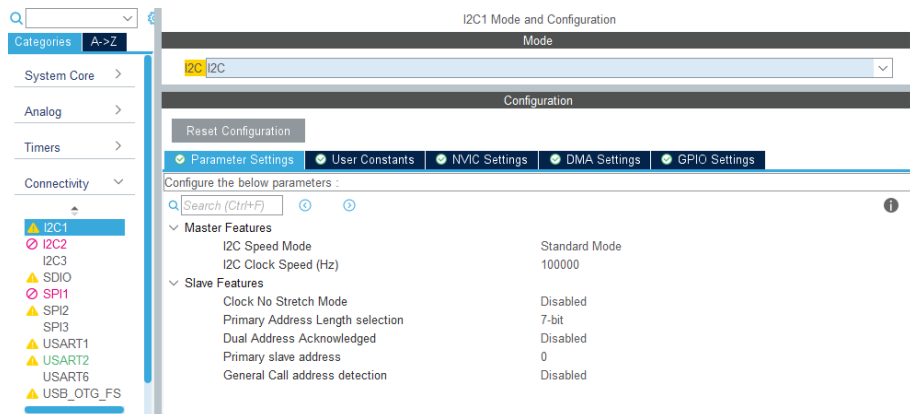 I2C1 Mode and Configuration
Categories A->Z
Mode
System Core
I2C I2C
Analog
Configuration
Reset Configuration
Timers
Parameter Settings User Constants NVIC Settings DMA Settings GPIO Settings
Connectivity
Configure the below parameters :
Search (Ctrl+F)
I2C1
I2C2
I2C3
SDIO
SPI1
SPI2
SPI3
USART1
USART2
USART6
USB_OTG_FS
Master Features
I2C Speed Mode Standard Mode
I2C Clock Speed (Hz) 100000
Slave Features
Clock No Stretch Mode Disabled
Primary Address Length selection 7-bit
Dual Address Acknowledged Disabled
Primary slave address 0
General Call address detection Disabled